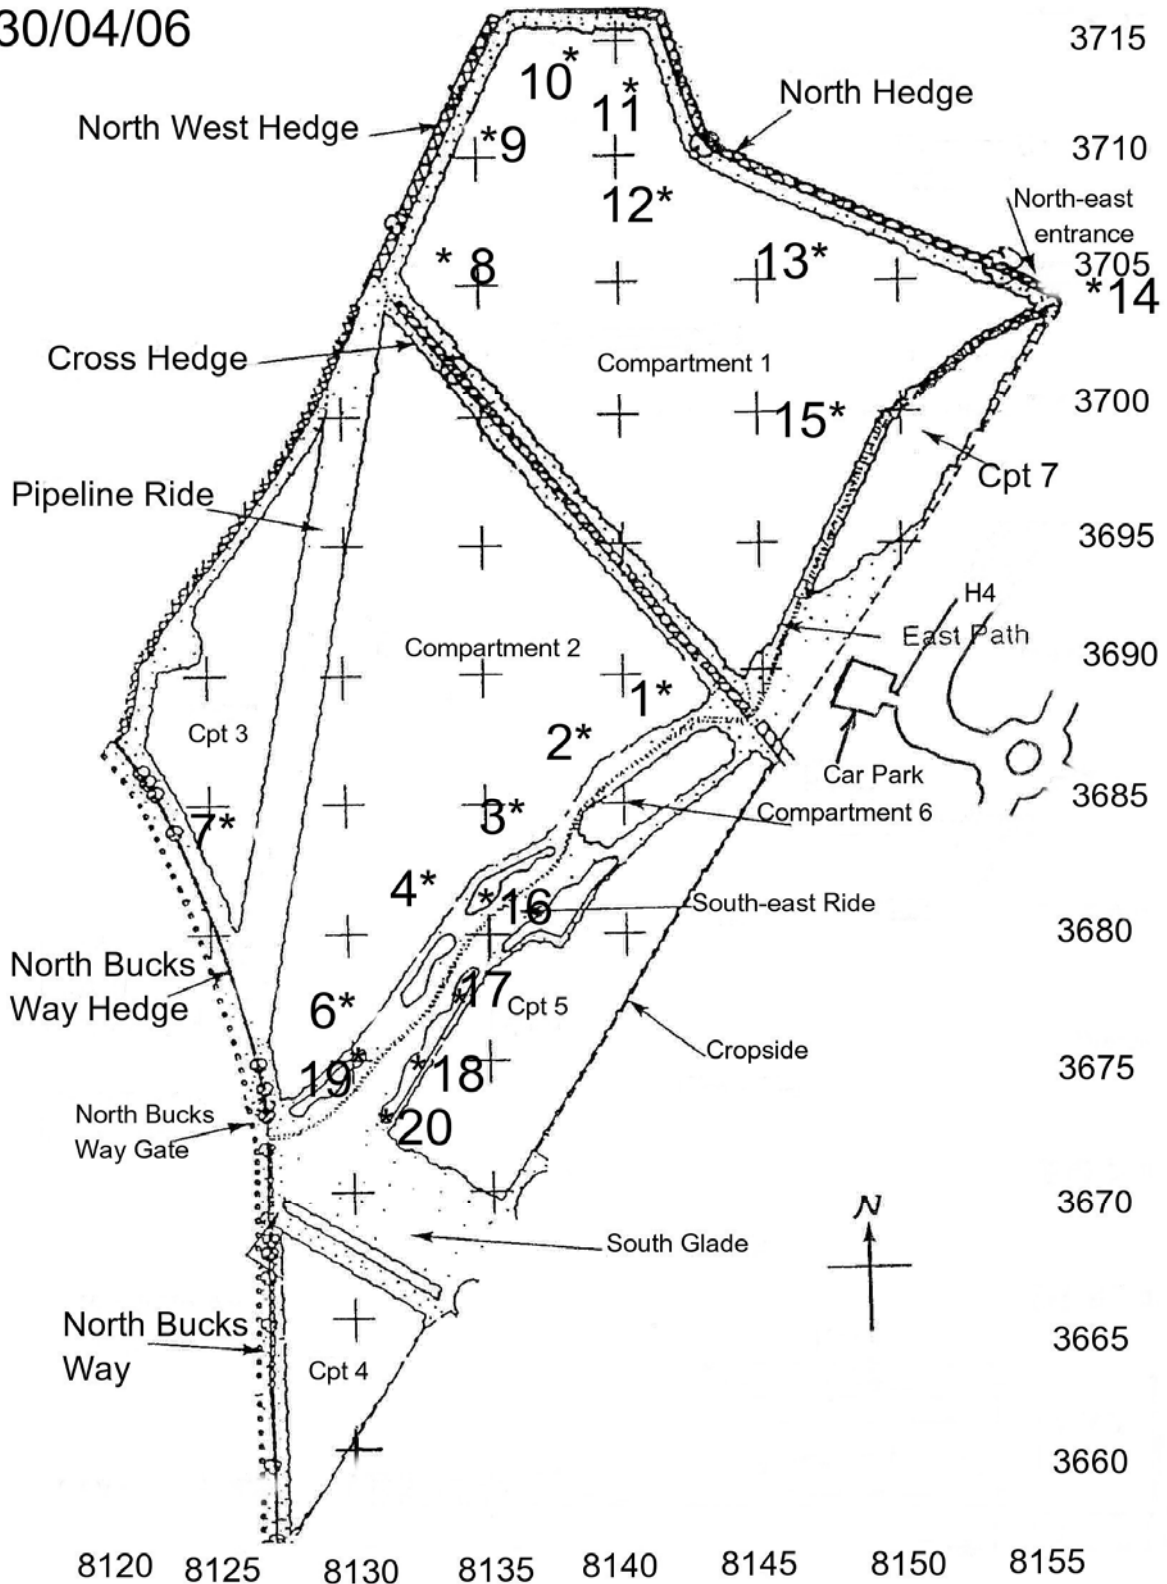 30/04/06
3715
10*
11*
North Hedge
North West Hedge
*9
3710
12*
North-east
entrance
3705
13*
* 8
*14
Cross Hedge
Compartment 1
3700
15*
Cpt 7
Pipeline Ride
3695
H4
East Path
Compartment 2
3690
1*
Cpt 3
2*
Car Park
3685
3*
Compartment 6
7*
4*
*16
South-east Ride
3680
North Bucks
Way Hedge
*17
Cpt 5
6*
Cropside
3675
19*
*18
North Bucks
Way Gate
*20
3670
N
South Glade
North Bucks
Way
3665
Cpt 4
3660
8120 8125 8130 8135 8140 8145 8150 8155